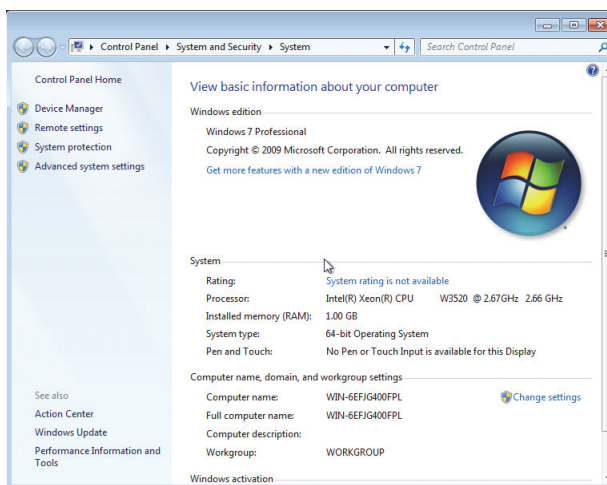 Control Panel ▸ System and Security ▸ System
Search Control Panel
Control Panel Home
Device Manager
Remote settings
System protection
Advanced system settings
See also
Action Center
Windows Update
Performance Information and
Tools
View basic information about your computer
Windows edition
Windows 7 Professional
Copyright © 2009 Microsoft Corporation. All rights reserved.
Get more features with a new edition of Windows 7
System
Rating: System rating is not available
Processor: Intel(R) Xeon(R) CPU W3520 @ 2.67GHz 2.66 GHz
Installed memory (RAM): 1.00 GB
System type: 64-bit Operating System
Pen and Touch: No Pen or Touch Input is available for this Display
Computer name, domain, and workgroup settings
Computer name: WIN-6EFJG400FPL Change settings
Full computer name: WIN-6EFJG400FPL
Computer description:
Workgroup: WORKGROUP
Windows activation